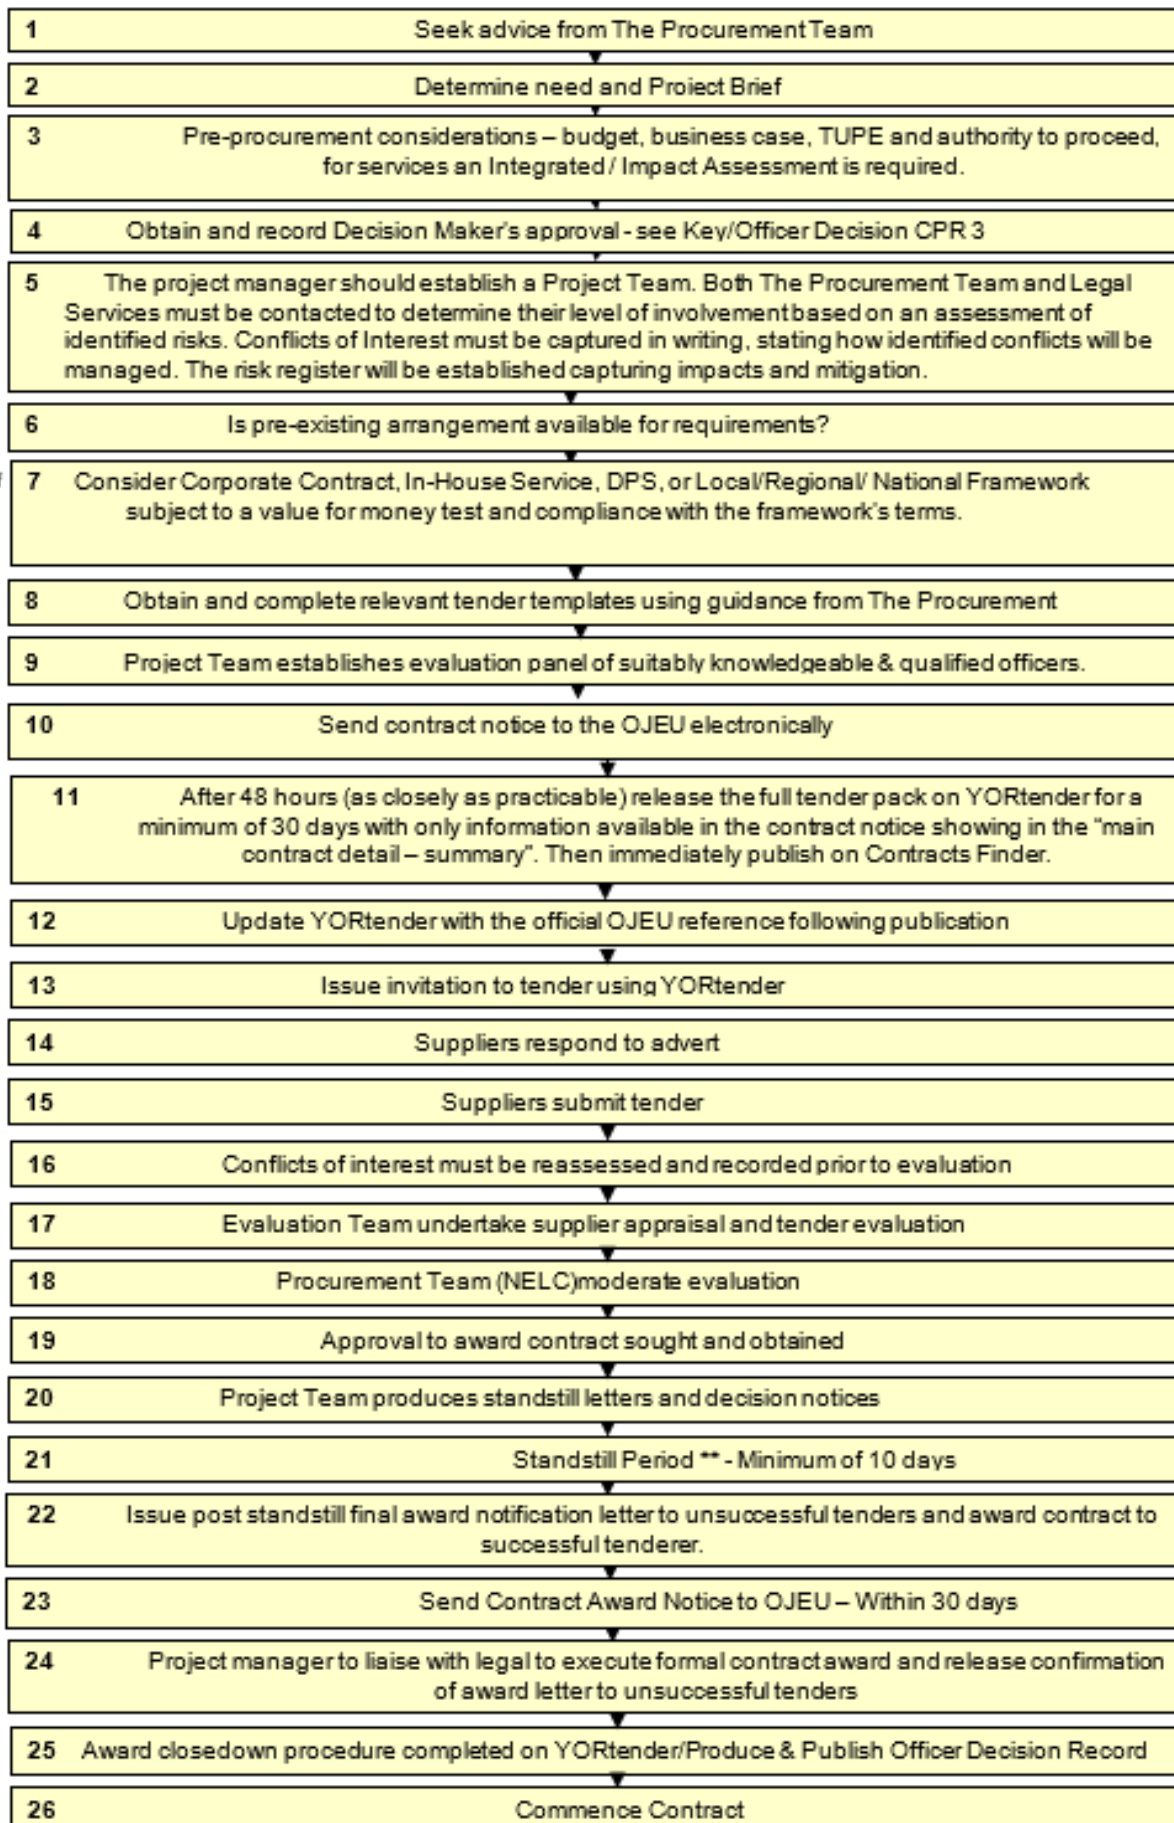 1 Seek advice from The Procurement Team
2 Determine need and Project Brief
3 Pre-procurement considerations – budget, business case, TUPE and authority to proceed,
for services an Integrated / Impact Assessment is required.
4 Obtain and record Decision Maker's approval - see Key/Officer Decision CPR 3
5 The project manager should establish a Project Team. Both The Procurement Team and Legal
Services must be contacted to determine their level of involvement based on an assessment of
identified risks. Conflicts of Interest must be captured in writing, stating how identified conflicts will be
managed. The risk register will be established capturing impacts and mitigation.
6 Is pre-existing arrangement available for requirements?
7 Consider Corporate Contract, In-House Service, DPS, or Local/Regional/ National Framework
subject to a value for money test and compliance with the framework's terms.
8 Obtain and complete relevant tender templates using guidance from The Procurement
9 Project Team establishes evaluation panel of suitably knowledgeable & qualified officers.
10 Send contract notice to the OJEU electronically
11 After 48 hours (as closely as practicable) release the full tender pack on YORtender for a
minimum of 30 days with only information available in the contract notice showing in the "main
contract detail – summary". Then immediately publish on Contracts Finder.
12 Update YORtender with the official OJEU reference following publication
13 Issue invitation to tender using YORtender
14 Suppliers respond to advert
15 Suppliers submit tender
16 Conflicts of interest must be reassessed and recorded prior to evaluation
17 Evaluation Team undertake supplier appraisal and tender evaluation
18 Procurement Team (NELC)moderate evaluation
19 Approval to award contract sought and obtained
20 Project Team produces standstill letters and decision notices
21 Standstill Period ** - Minimum of 10 days
22 Issue post standstill final award notification letter to unsuccessful tenders and award contract to
successful tenderer.
23 Send Contract Award Notice to OJEU – Within 30 days
24 Project manager to liaise with legal to execute formal contract award and release confirmation
of award letter to unsuccessful tenders
25 Award closedown procedure completed on YORtender/Produce & Publish Officer Decision Record
26 Commence Contract